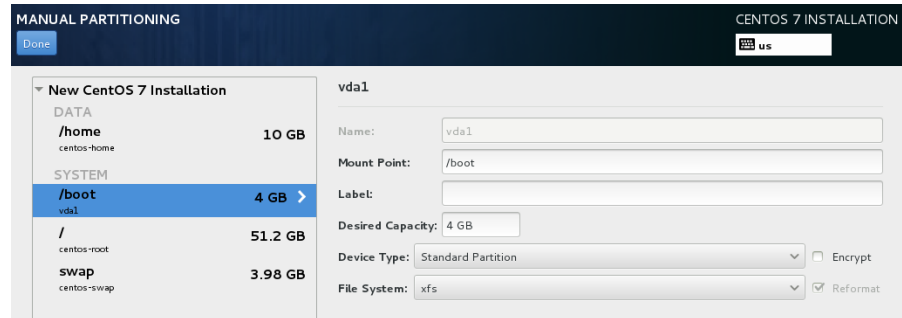 MANUAL PARTITIONING
CENTOS 7 INSTALLATION
Done
us
New CentOS 7 Installation
DATA
/home 10 GB
centos-home
SYSTEM
/boot 4 GB
vda1
/ 51.2 GB
centos-root
swap 3.98 GB
centos-swap
vda1
Name: vda1
Mount Point: /boot
Label:
Desired Capacity: 4 GB
Device Type: Standard Partition Encrypt
File System: xfs Reformat